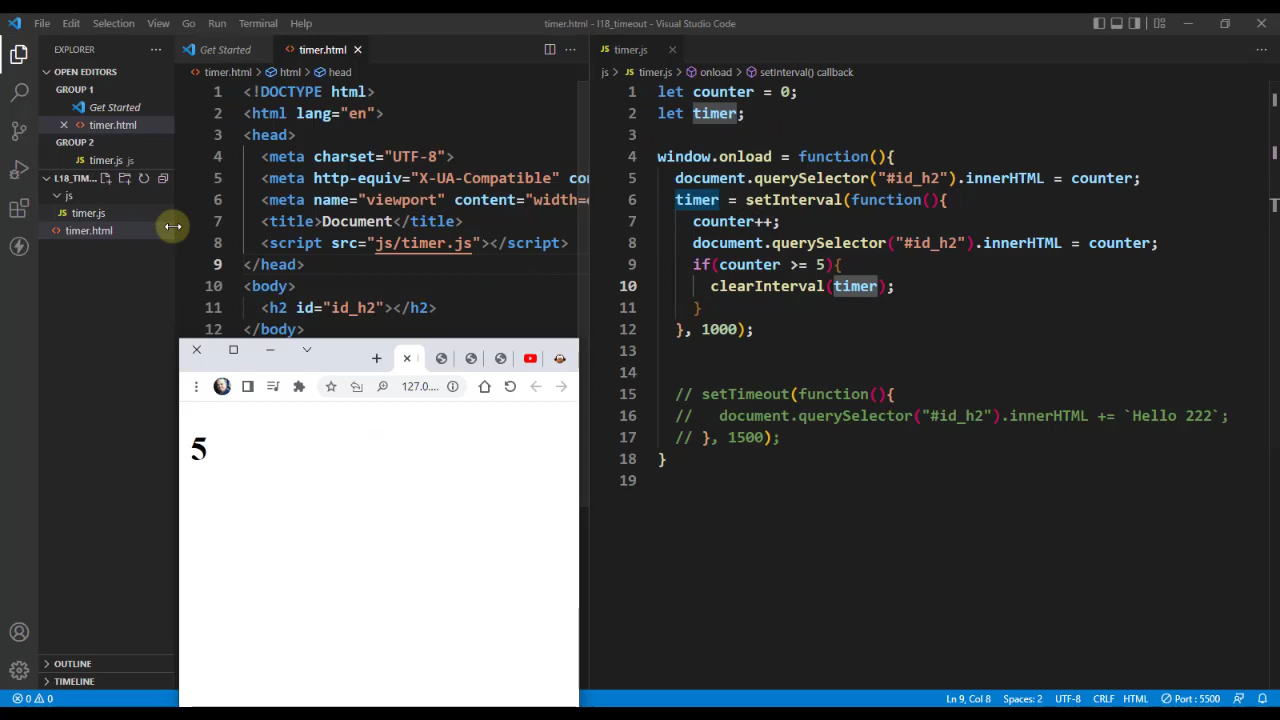 File Edit Selection View Go Run Terminal Help
timer.html - l18_timeout - Visual Studio Code
EXPLORER
OPEN EDITORS
GROUP 1
Get Started
timer.html
GROUP 2
timer.js js
L18_TIM...
js
timer.js
timer.html
OUTLINE
TIMELINE
Get Started timer.html
timer.html > html > head
1 <!DOCTYPE html>
2 <html lang="en">
3 <head>
4 <meta charset="UTF-8">
5 <meta http-equiv="X-UA-Compatible" co
6 <meta name="viewport" content="width=
7 <title>Document</title>
8 <script src="js/timer.js"></script>
9 </head>
10 <body>
11 <h2 id="id_h2"></h2>
12 </body>
127.0....
5
timer.js
js > timer.js > onload > setInterval() callback
1 let counter = 0;
2 let timer;
3
4 window.onload = function(){
5 document.querySelector("#id_h2").innerHTML = counter;
6 timer = setInterval(function(){
7 counter++;
8 document.querySelector("#id_h2").innerHTML = counter;
9 if(counter >= 5){
10 clearInterval(timer);
11 }
12 }, 1000);
13
14
15 // setTimeout(function(){
16 // document.querySelector("#id_h2").innerHTML += `Hello 222`;
17 // }, 1500);
18 }
19
0 0
Ln 9, Col 8 Spaces: 2 UTF-8 CRLF HTML Port : 5500